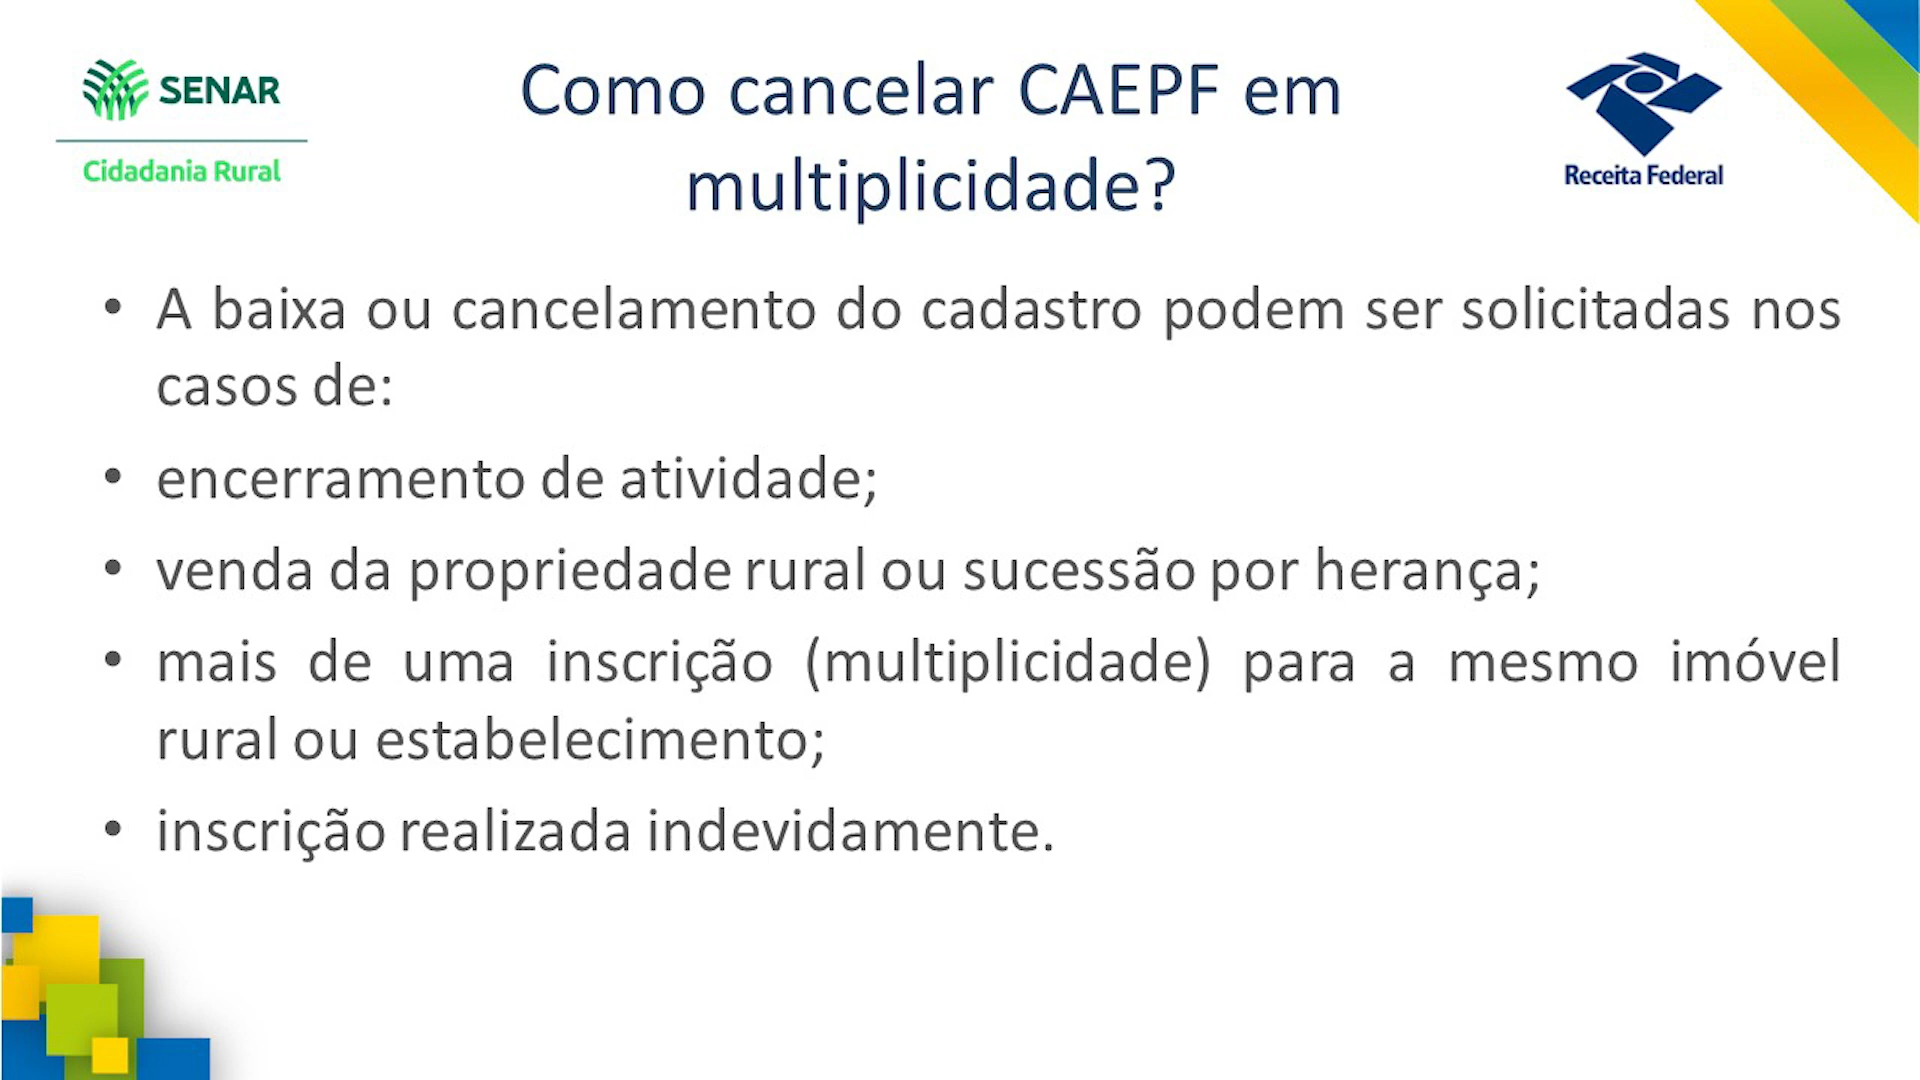 SENAR
Cidadania Rural
Como cancelar CAEPF em
multiplicidade?
Receita Federal
• A baixa ou cancelamento do cadastro podem ser solicitadas nos
casos de:
• encerramento de atividade;
• venda da propriedade rural ou sucessão por herança;
• mais de uma inscrição (multiplicidade) para a mesmo imóvel
rural ou estabelecimento;
• inscrição realizada indevidamente.